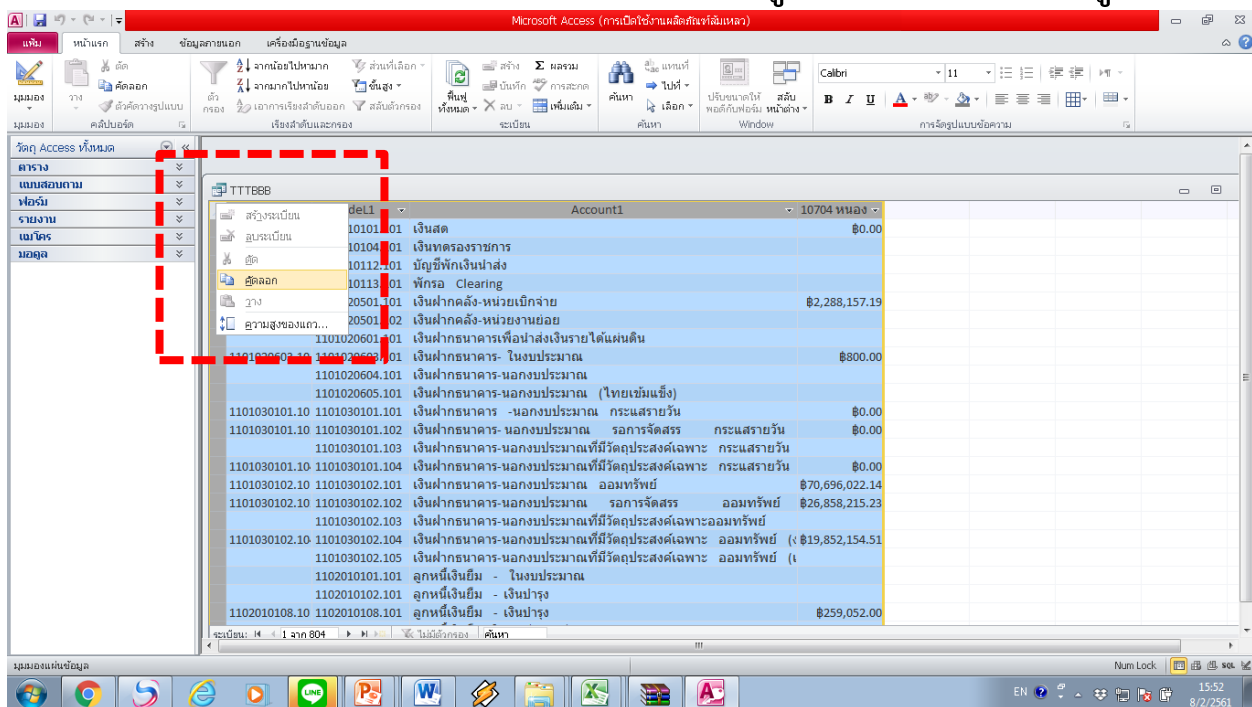 Microsoft Access (การเปิดใช้งานผลิตภัณฑ์ล้มเหลว)
แฟ้ม หน้าแรก สร้าง ข้อมูลภายนอก เครื่องมือฐานข้อมูล
มุมมอง
วาง
ตัด
คัดลอก
ตัวคัดวางรูปแบบ
ตัวกรอง
จากน้อยไปหามาก
จากมากไปหาน้อย
เอาการเรียงลำดับออก
ส่วนที่เลือก
ขั้นสูง
สลับตัวกรอง
ฟื้นฟูทั้งหมด
สร้าง
บันทึก
ลบ
ผลรวม
การสะกด
เพิ่มเติม
ค้นหา
แทนที่
ไปที่
เลือก
ปรับขนาดให้พอดีกับฟอร์ม
สลับหน้าต่าง
Calibri 11
B I U
มุมมอง คลิปบอร์ด เรียงลำดับและกรอง ระเบียน ค้นหา Window การจัดรูปแบบข้อความ
วัตถุ Access ทั้งหมด
ตาราง
แบบสอบถาม
ฟอร์ม
รายงาน
แมโคร
มอดูล
TTTBBB
สร้างระเบียน
ลบระเบียน
ตัด
คัดลอก
วาง
ความสูงของแถว...
deL1 Account1 10704 หนอง
10101.101 เงินสด ฿0.00
10104.101 เงินทดรองราชการ
10112.101 บัญชีพักเงินนำส่ง
10113.101 พักรอ Clearing
20501.101 เงินฝากคลัง-หน่วยเบิกจ่าย ฿2,288,157.19
20501.102 เงินฝากคลัง-หน่วยงานย่อย
1101020601.101 เงินฝากธนาคารเพื่อนำส่งเงินรายได้แผ่นดิน
1101020603.10 1101020603.101 เงินฝากธนาคาร- ในงบประมาณ ฿800.00
1101020604.101 เงินฝากธนาคาร-นอกงบประมาณ
1101020605.101 เงินฝากธนาคาร-นอกงบประมาณ (ไทยเข้มแข็ง)
1101030101.10 1101030101.101 เงินฝากธนาคาร -นอกงบประมาณ กระแสรายวัน ฿0.00
1101030101.10 1101030101.102 เงินฝากธนาคาร- นอกงบประมาณ รอการจัดสรร กระแสรายวัน ฿0.00
1101030101.103 เงินฝากธนาคาร-นอกงบประมาณที่มีวัตถุประสงค์เฉพาะ กระแสรายวัน
1101030101.10 1101030101.104 เงินฝากธนาคาร-นอกงบประมาณที่มีวัตถุประสงค์เฉพาะ กระแสรายวัน ฿0.00
1101030102.10 1101030102.101 เงินฝากธนาคาร-นอกงบประมาณ ออมทรัพย์ ฿70,696,022.14
1101030102.10 1101030102.102 เงินฝากธนาคาร-นอกงบประมาณ รอการจัดสรร ออมทรัพย์ ฿26,858,215.23
1101030102.103 เงินฝากธนาคาร-นอกงบประมาณที่มีวัตถุประสงค์เฉพาะออมทรัพย์
1101030102.10 1101030102.104 เงินฝากธนาคาร-นอกงบประมาณที่มีวัตถุประสงค์เฉพาะ ออมทรัพย์ ฿19,852,154.51
1101030102.105 เงินฝากธนาคาร-นอกงบประมาณที่มีวัตถุประสงค์เฉพาะ ออมทรัพย์
1102010101.101 ลูกหนี้เงินยืม - ในงบประมาณ
1102010102.101 ลูกหนี้เงินยืม - เงินบำรุง
1102010108.10 1102010108.101 ลูกหนี้เงินยืม - เงินบำรุง ฿259,052.00
ระเบียน: 1 จาก 804 ไม่มีตัวกรอง ค้นหา
มุมมองแผ่นข้อมูล Num Lock SQL
LINE
EN 15:52
8/2/2561